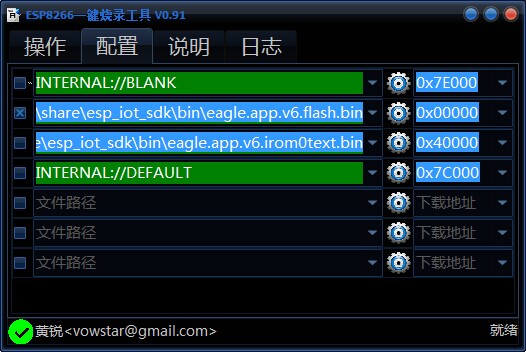 ESP8266一鍵烧录工具 V0.91
操作 配置 说明 日志
INTERNAL://BLANK 0x7E000
\share\esp_iot_sdk\bin\eagle.app.v6.flash.bin 0x00000
e\esp_iot_sdk\bin\eagle.app.v6.irom0text.bin 0x40000
INTERNAL://DEFAULT 0x7C000
文件路径 下载地址
文件路径 下载地址
文件路径 下载地址
黄锐<vowstar@gmail.com> 就绪